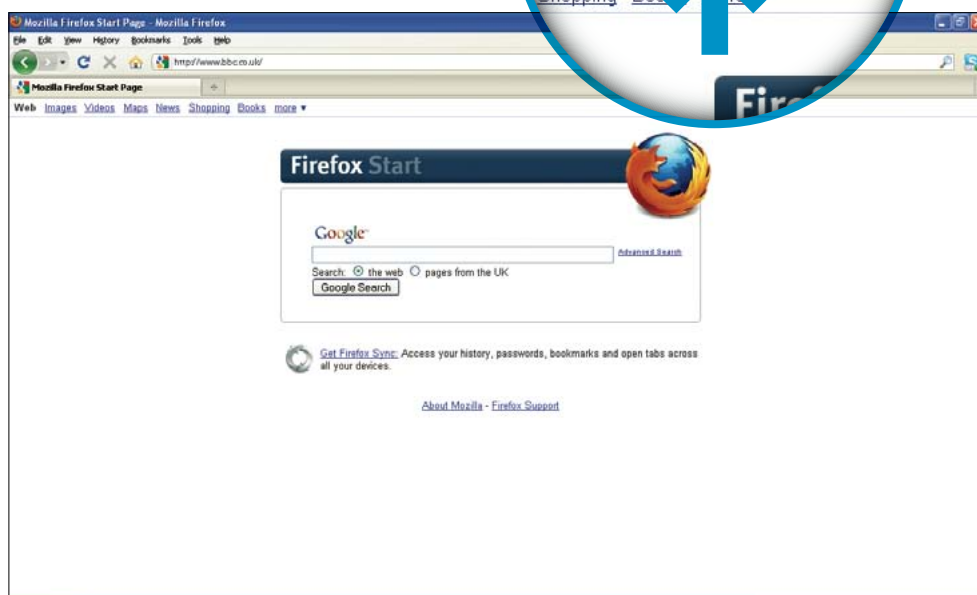 Shopping
Mozilla Firefox Start Page - Mozilla Firefox
File Edit View History Bookmarks Tools Help
http://www.bbc.co.uk/
Mozilla Firefox Start Page
Web Images Videos Maps News Shopping Books more ▾
Firefox Start
Google
Advanced Search
Search: the web pages from the UK
Google Search
Get Firefox Sync: Access your history, passwords, bookmarks and open tabs across
all your devices.
About Mozilla - Firefox Support